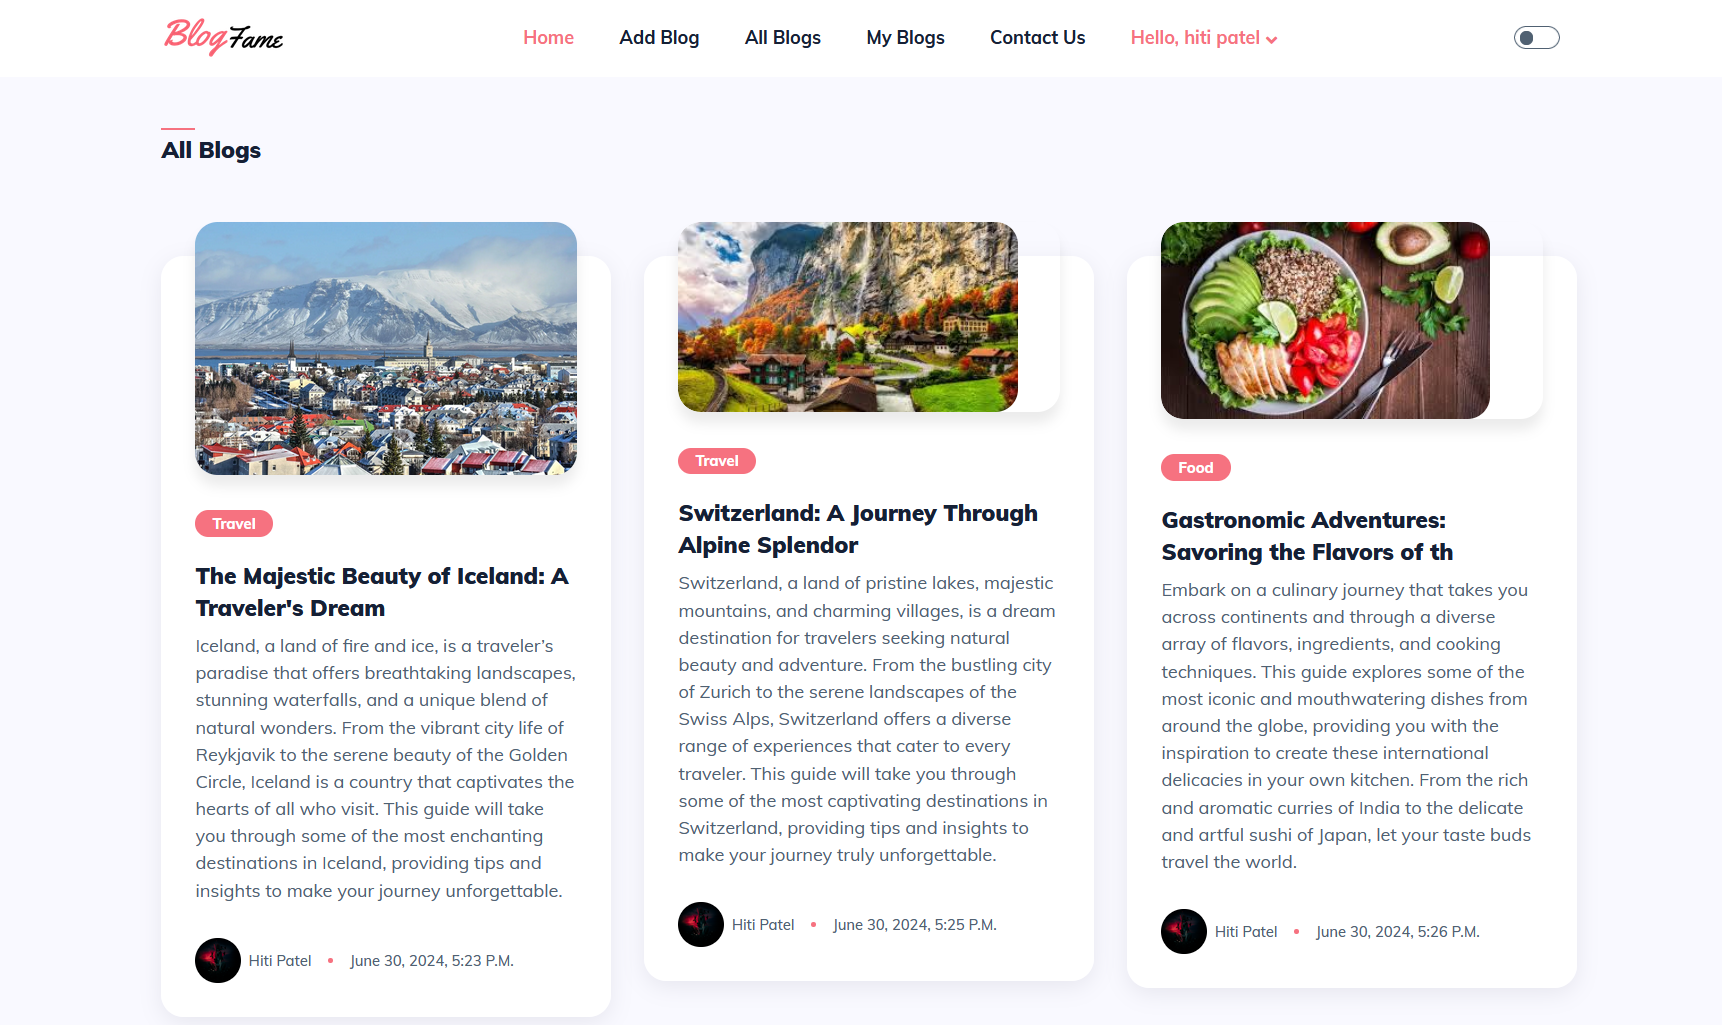 BlogFame
Home Add Blog All Blogs My Blogs Contact Us Hello, hiti patel
All Blogs
Travel
The Majestic Beauty of Iceland: A
Traveler's Dream
Iceland, a land of fire and ice, is a traveler’s
paradise that offers breathtaking landscapes,
stunning waterfalls, and a unique blend of
natural wonders. From the vibrant city life of
Reykjavik to the serene beauty of the Golden
Circle, Iceland is a country that captivates the
hearts of all who visit. This guide will take
you through some of the most enchanting
destinations in Iceland, providing tips and
insights to make your journey unforgettable.
Hiti Patel • June 30, 2024, 5:23 P.M.
Travel
Switzerland: A Journey Through
Alpine Splendor
Switzerland, a land of pristine lakes, majestic
mountains, and charming villages, is a dream
destination for travelers seeking natural
beauty and adventure. From the bustling city
of Zurich to the serene landscapes of the
Swiss Alps, Switzerland offers a diverse
range of experiences that cater to every
traveler. This guide will take you through
some of the most captivating destinations in
Switzerland, providing tips and insights to
make your journey truly unforgettable.
Hiti Patel • June 30, 2024, 5:25 P.M.
Food
Gastronomic Adventures:
Savoring the Flavors of th
Embark on a culinary journey that takes you
across continents and through a diverse
array of flavors, ingredients, and cooking
techniques. This guide explores some of the
most iconic and mouthwatering dishes from
around the globe, providing you with the
inspiration to create these international
delicacies in your own kitchen. From the rich
and aromatic curries of India to the delicate
and artful sushi of Japan, let your taste buds
travel the world.
Hiti Patel • June 30, 2024, 5:26 P.M.